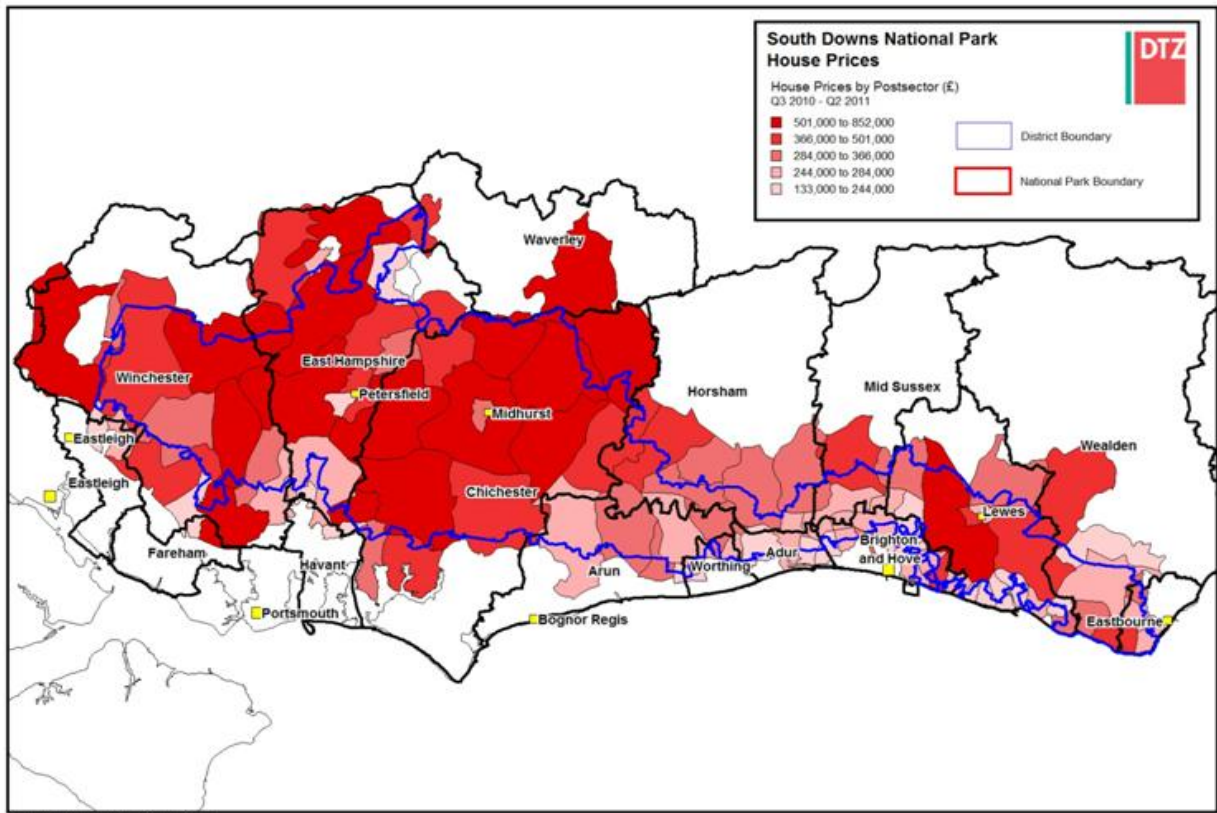 South Downs National Park
House Prices
DTZ
House Prices by Postsector (£)
Q3 2010 - Q2 2011
501,000 to 852,000
366,000 to 501,000
284,000 to 366,000
244,000 to 284,000
133,000 to 244,000
District Boundary
National Park Boundary
Waverley
East Hampshire
Winchester
Petersfield
Horsham
Mid Sussex
Midhurst
Eastleigh
Wealden
Eastleigh
Chichester
Lewes
Fareham
Havant
Arun
Worthing
Adur
Brighton
and Hove
Portsmouth
Bognor Regis
Eastbourne